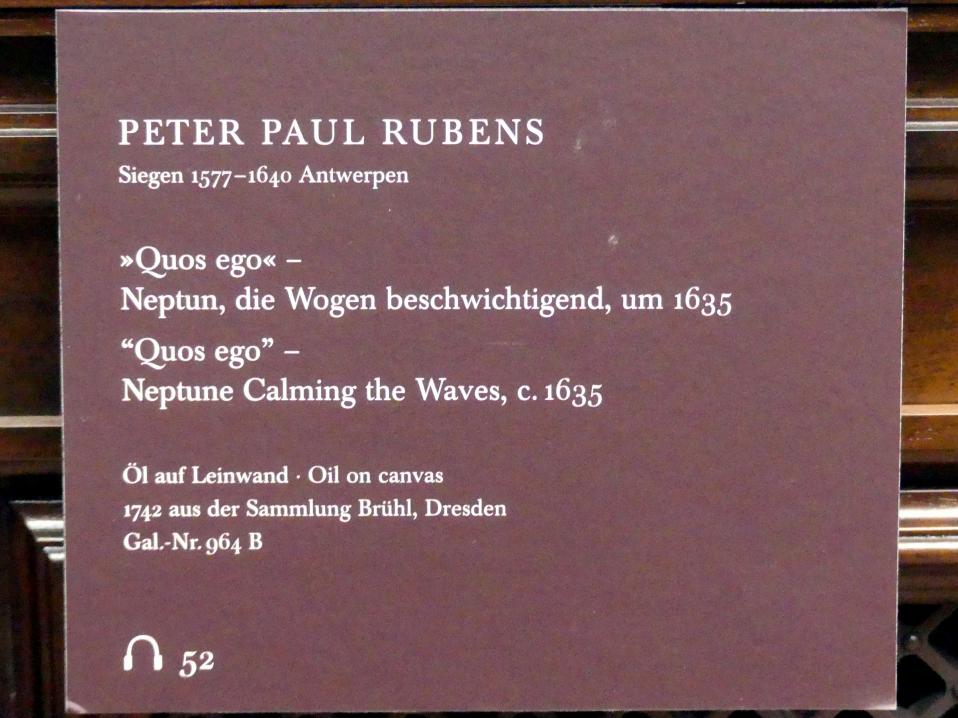 PETER PAUL RUBENS
Siegen 1577–1640 Antwerpen
»Quos ego« –
Neptun, die Wogen beschwichtigend, um 1635
“Quos ego” –
Neptune Calming the Waves, c. 1635
Öl auf Leinwand · Oil on canvas
1742 aus der Sammlung Brühl, Dresden
Gal.-Nr. 964 B
52